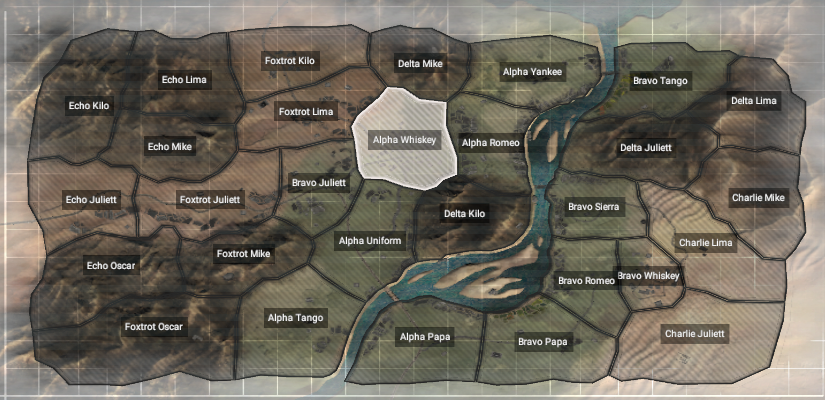 Foxtrot Kilo
Delta Mike
Alpha Yankee
Echo Lima
Bravo Tango
Echo Kilo
Delta Lima
Foxtrot Lima
Alpha Whiskey
Alpha Romeo
Echo Mike
Delta Juliett
Bravo Juliett
Echo Juliett
Foxtrot Juliett
Charlie Mike
Bravo Sierra
Delta Kilo
Alpha Uniform
Charlie Lima
Foxtrot Mike
Echo Oscar
Bravo Romeo
Bravo Whiskey
Alpha Tango
Foxtrot Oscar
Charlie Juliett
Alpha Papa
Bravo Papa